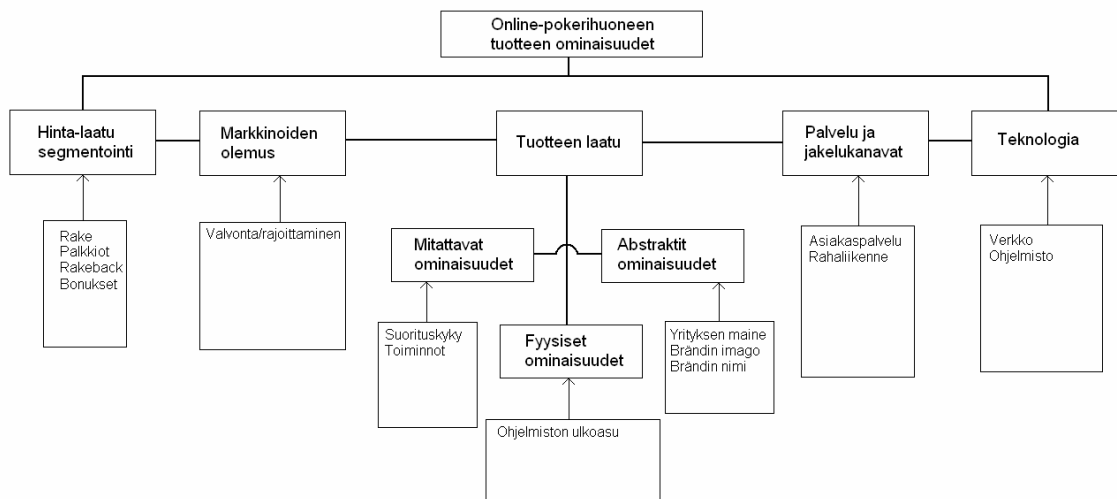 Online-pokerihuoneen
tuotteen ominaisuudet
Hinta-laatu
segmentointi
Markkinoiden
olemus
Tuotteen laatu
Palvelu ja
jakelukanavat
Teknologia
Rake
Palkkiot
Rakeback
Bonukset
Valvonta/rajoittaminen
Mitattavat
ominaisuudet
Abstraktit
ominaisuudet
Asiakaspalvelu
Rahaliikenne
Verkko
Ohjelmisto
Suorituskyky
Toiminnot
Fyysiset
ominaisuudet
Yrityksen maine
Brändin imago
Brändin nimi
Ohjelmiston ulkoasu